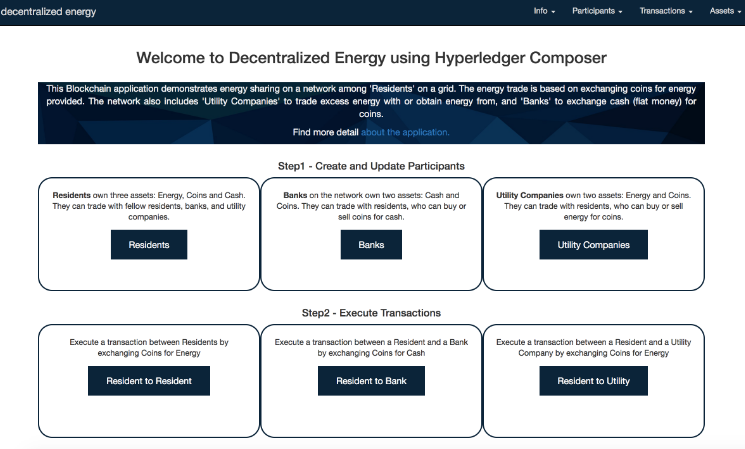 decentralized energy
Info Participants Transactions Assets
Welcome to Decentralized Energy using Hyperledger Composer
This Blockchain application demonstrates energy sharing on a network among 'Residents' on a grid. The energy trade is based on exchanging coins for energy
provided. The network also includes 'Utility Companies' to trade excess energy with or obtain energy from, and 'Banks' to exchange cash (fiat money) for
coins.
Find more detail about the application.
Step1 - Create and Update Participants
Residents own three assets: Energy, Coins and Cash.
They can trade with fellow residents, banks, and utility
companies.
Residents
Banks on the network own two assets: Cash and
Coins. They can trade with residents, who can buy or
sell coins for cash.
Banks
Utility Companies own two assets: Energy and Coins.
They can trade with residents, who can buy or sell
energy for coins.
Utility Companies
Step2 - Execute Transactions
Execute a transaction between Residents by
exchanging Coins for Energy
Resident to Resident
Execute a transaction between a Resident and a Bank
by exchanging Coins for Cash
Resident to Bank
Execute a transaction between a Resident and a Utility
Company by exchanging Coins for Energy
Resident to Utility